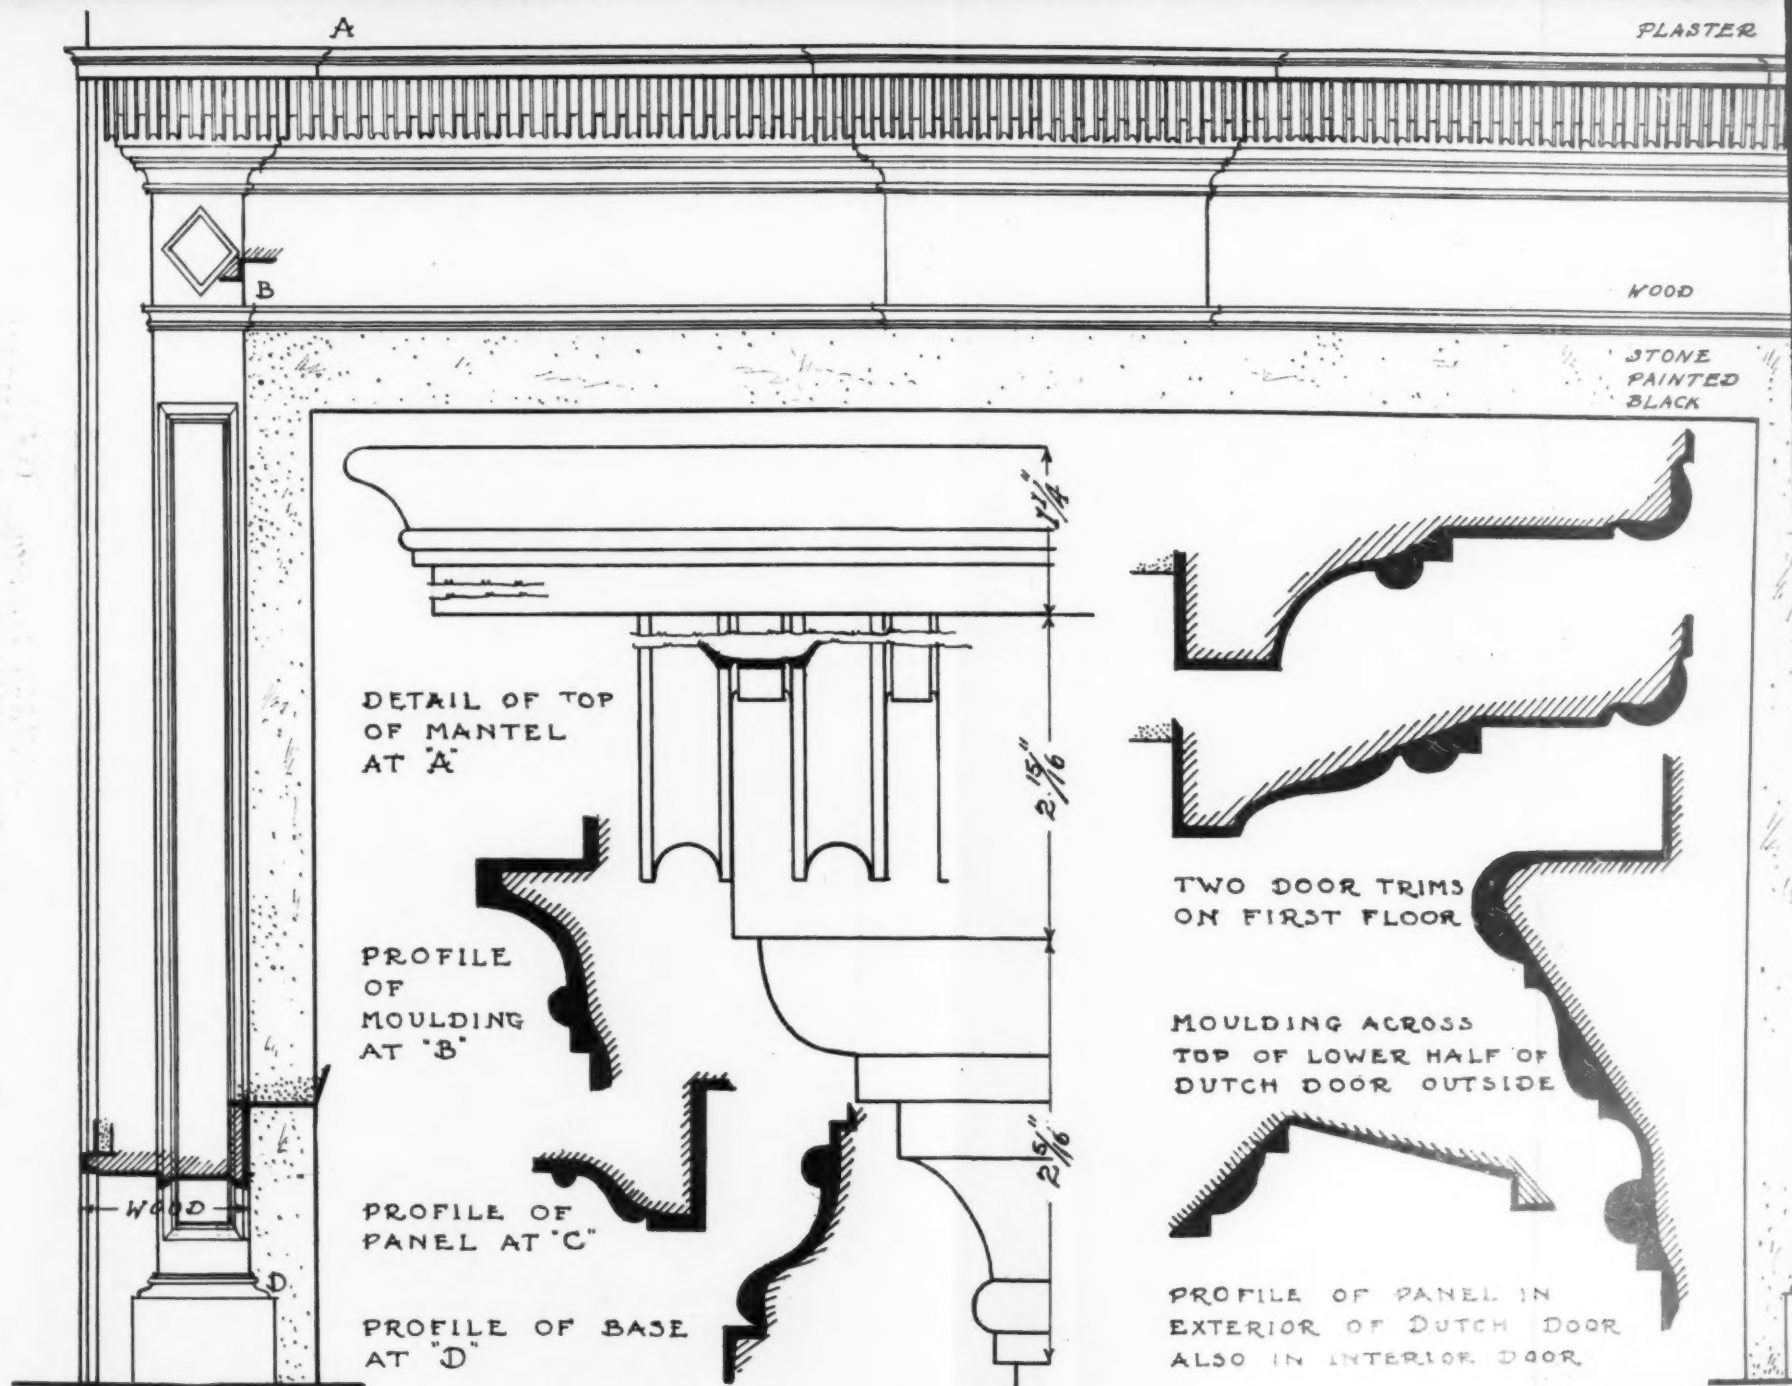 A
PLASTER
B
WOOD
STONE
PAINTED
BLACK
1 1/4"
DETAIL OF TOP
OF MANTEL
AT "A"
2 15/16"
TWO DOOR TRIMS
ON FIRST FLOOR
PROFILE
OF
MOULDING
AT "B"
MOULDING ACROSS
TOP OF LOWER HALF OF
DUTCH DOOR OUTSIDE
2 5/16"
WOOD
PROFILE OF
PANEL AT "C"
D
PROFILE OF BASE
AT "D"
PROFILE OF PANEL IN
EXTERIOR OF DUTCH DOOR
ALSO IN INTERIOR DOOR